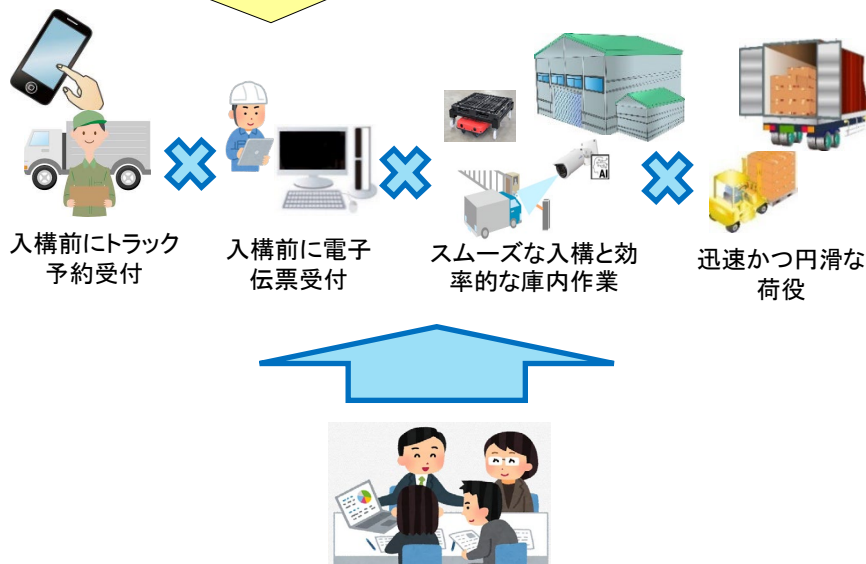 入構前にトラック
予約受付
入構前に電子
伝票受付
スムーズな入構と効
率的な庫内作業
迅速かつ円滑な
荷役
AI